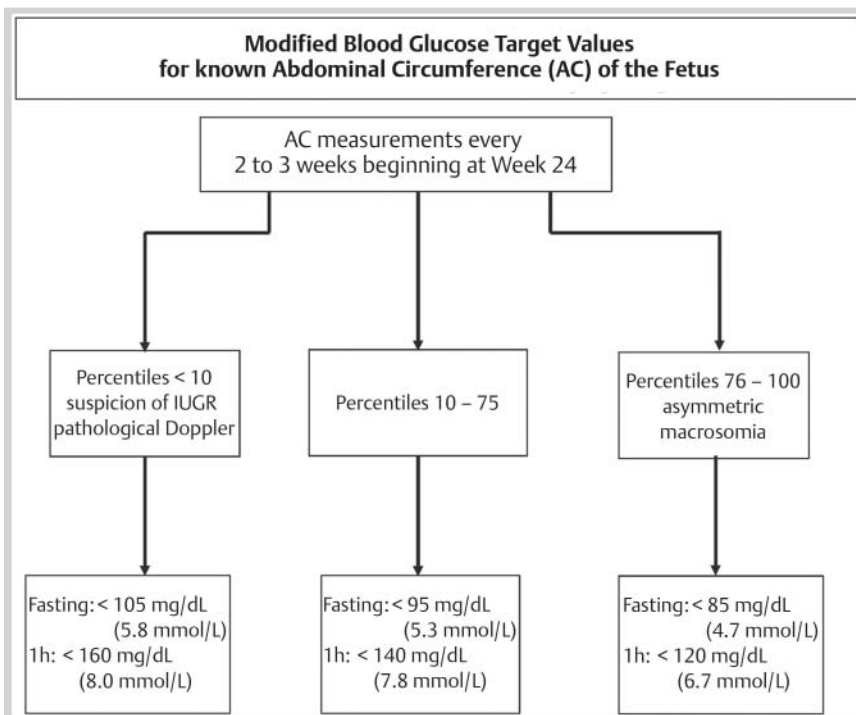 Modified Blood Glucose Target Values
for known Abdominal Circumference (AC) of the Fetus
AC measurements every
2 to 3 weeks beginning at Week 24
Percentiles < 10
suspicion of IUGR
pathological Doppler
Percentiles 10 – 75
Percentiles 76 – 100
asymmetric
macrosomia
Fasting: < 105 mg/dL
(5.8 mmol/L)
1h: < 160 mg/dL
(8.0 mmol/L)
Fasting: < 95 mg/dL
(5.3 mmol/L)
1h: < 140 mg/dL
(7.8 mmol/L)
Fasting: < 85 mg/dL
(4.7 mmol/L)
1h: < 120 mg/dL
(6.7 mmol/L)